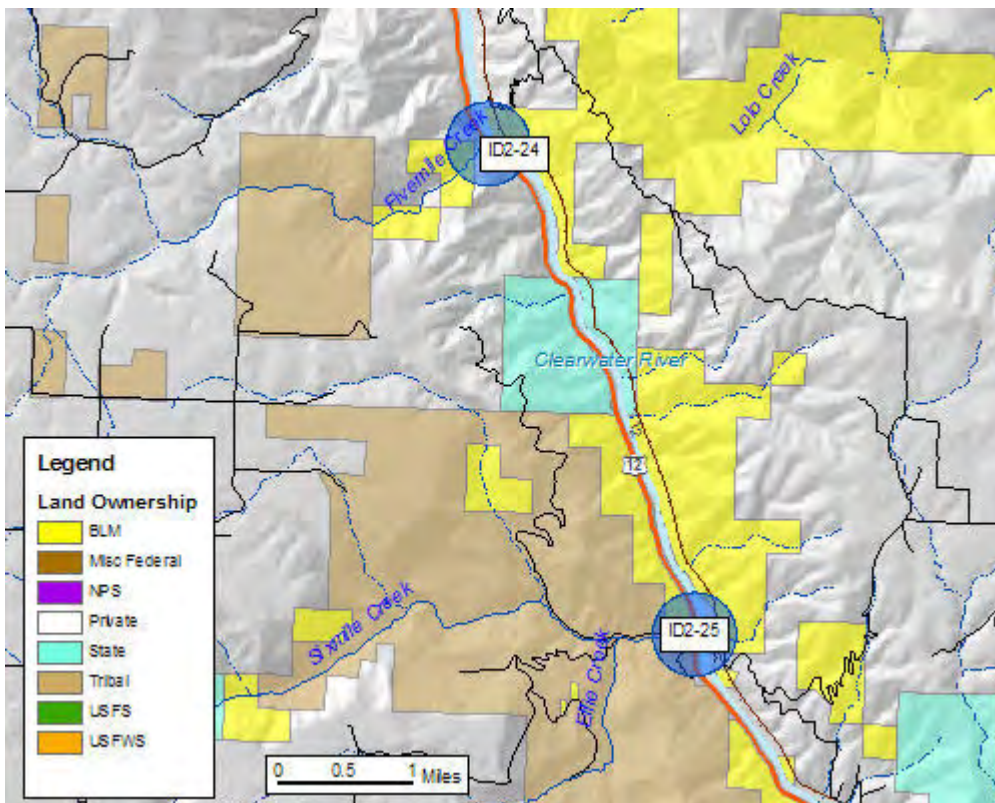 Lolo Creek
Fivemile Creek
ID2-24
Clearwater River
12
Legend
Land Ownership
BLM
Misc Federal
NPS
Private
State
Tribal
USFS
USFWS
Sixmile Creek
Effie Creek
ID2-25
0 0.5 1 Miles